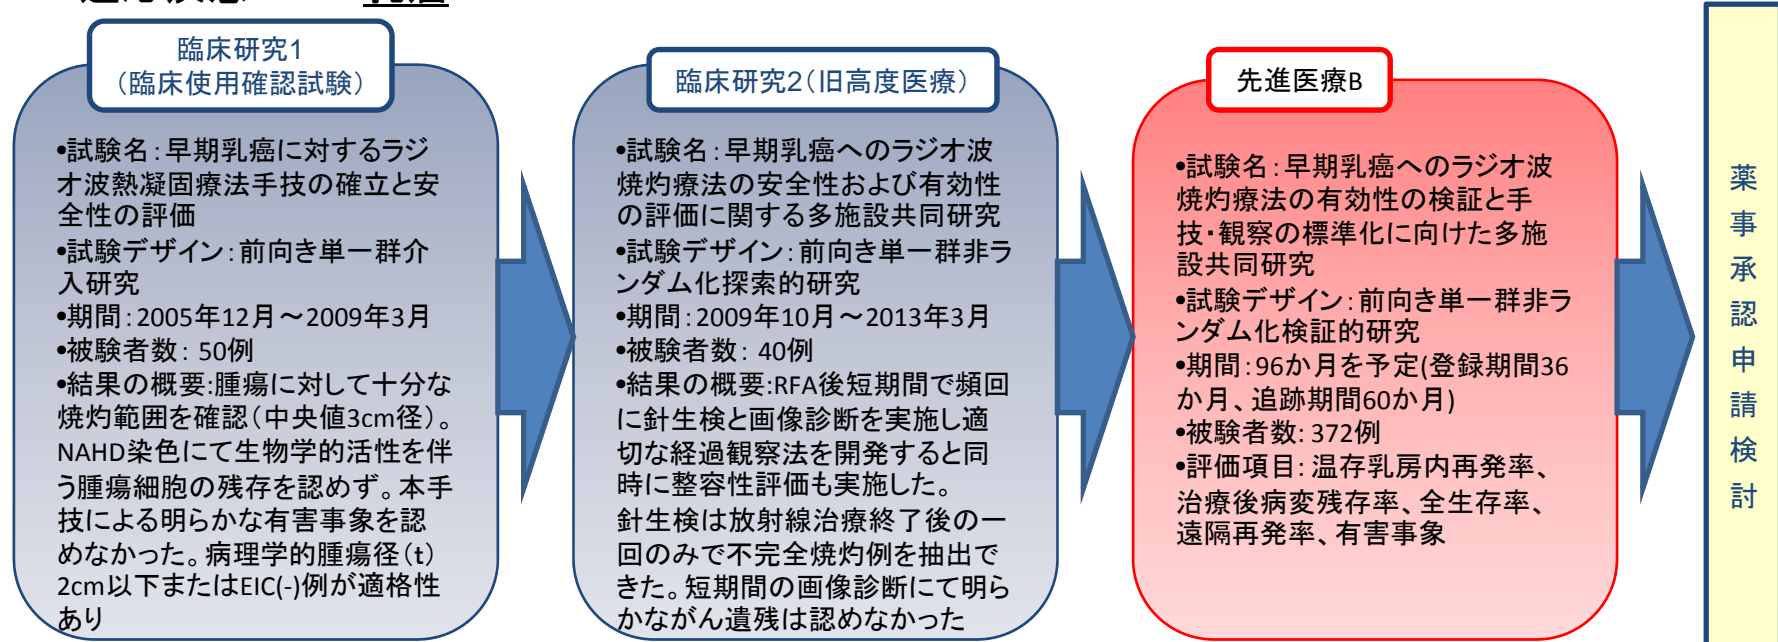 臨床研究1
（臨床使用確認試験）
•試験名：早期乳癌に対するラジ
オ波熱凝固療法手技の確立と安
全性の評価
•試験デザイン：前向き単一群介
入研究
•期間：2005年12月～2009年3月
•被験者数： 50例
•結果の概要:腫瘍に対して十分な
焼灼範囲を確認（中央値3cm径）。
NAHD染色にて生物学的活性を伴
う腫瘍細胞の残存を認めず。本手
技による明らかな有害事象を認
めなかった。病理学的腫瘍径（t）
2cm以下またはEIC(-)例が適格性
あり
臨床研究2（旧高度医療）
•試験名：早期乳癌へのラジオ波
焼灼療法の安全性および有効性
の評価に関する多施設共同研究
•試験デザイン：前向き単一群非ラ
ンダム化探索的研究
•期間：2009年10月～2013年3月
•被験者数： 40例
•結果の概要:RFA後短期間で頻回
に針生検と画像診断を実施し適
切な経過観察法を開発すると同
時に整容性評価も実施した。
針生検は放射線治療終了後の一
回のみで不完全焼灼例を抽出で
きた。短期間の画像診断にて明ら
かながん遺残は認めなかった
先進医療B
•試験名：早期乳癌へのラジオ波
焼灼療法の有効性の検証と手
技・観察の標準化に向けた多施
設共同研究
•試験デザイン：前向き単一群非ラ
ンダム化検証的研究
•期間：96か月を予定(登録期間36
か月、追跡期間60か月)
•被験者数: 372例
•評価項目: 温存乳房内再発率、
治療後病変残存率、全生存率、
遠隔再発率、有害事象
薬事承認申請検討